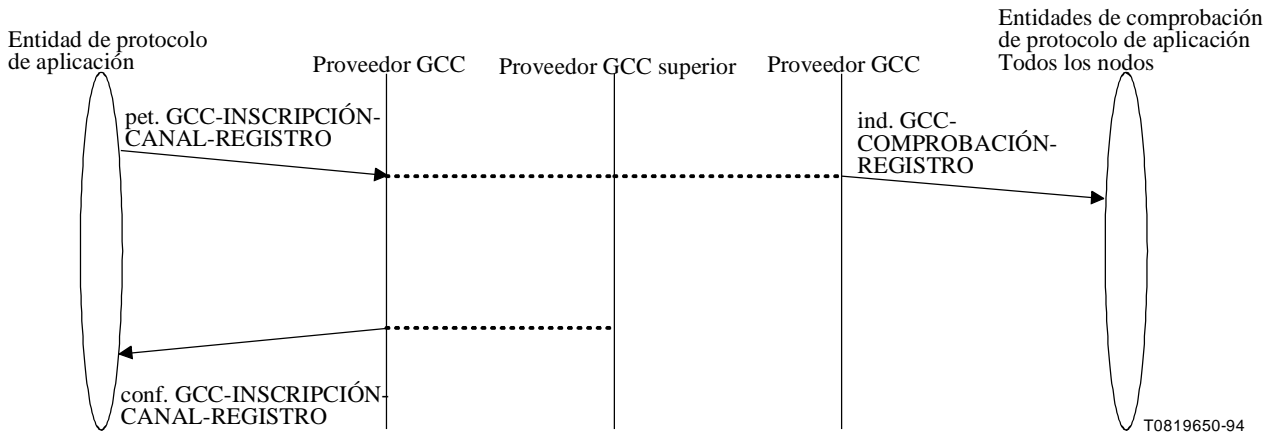 Entidad de protocolo
de aplicación
Proveedor GCC
Proveedor GCC superior
Proveedor GCC
Entidades de comprobación
de protocolo de aplicación
Todos los nodos
pet. GCC-INSCRIPCIÓN-
CANAL-REGISTRO
ind. GCC-
COMPROBACIÓN-
REGISTRO
conf. GCC-INSCRIPCIÓN-
CANAL-REGISTRO
T0819650-94